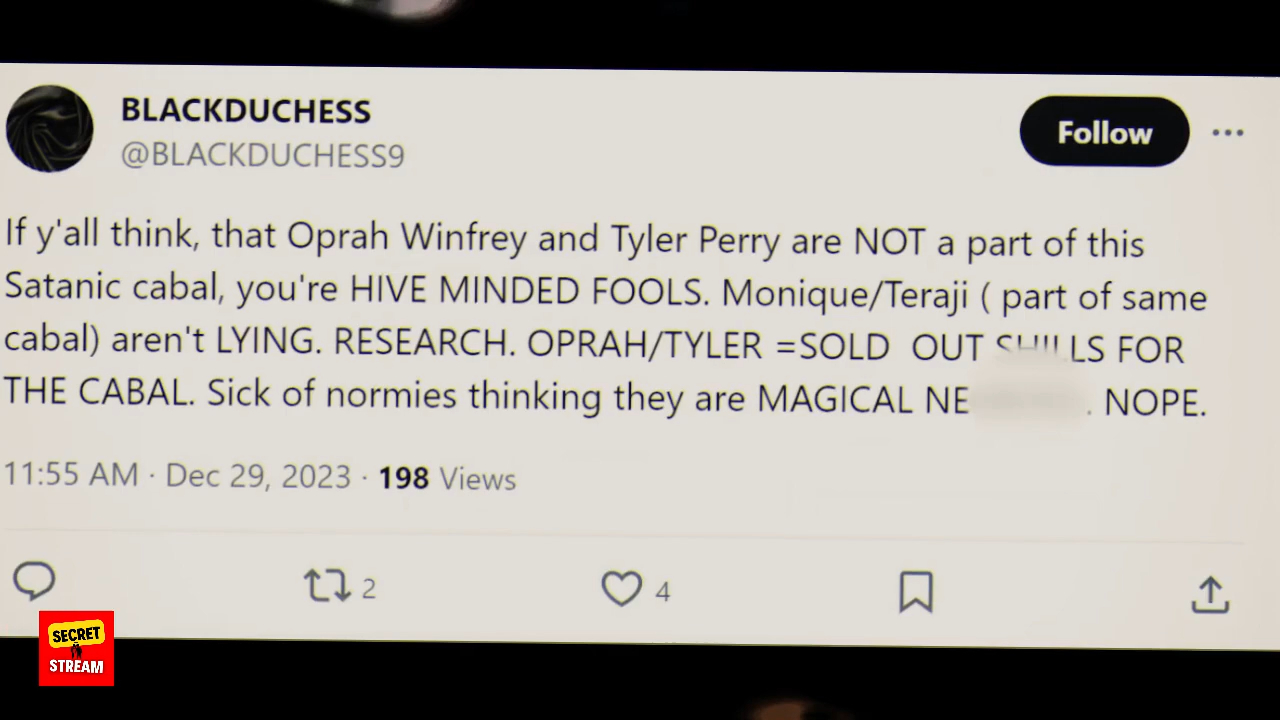 BLACKDUCHESS
@BLACKDUCHESS9
Follow
If y'all think, that Oprah Winfrey and Tyler Perry are NOT a part of this
Satanic cabal, you're HIVE MINDED FOOLS. Monique/Teraji ( part of same
cabal) aren't LYING. RESEARCH. OPRAH/TYLER =SOLD OUT SHILLS FOR
THE CABAL. Sick of normies thinking they are MAGICAL NE . NOPE.
11:55 AM · Dec 29, 2023 · 198 Views
2
4
SECRET
STREAM